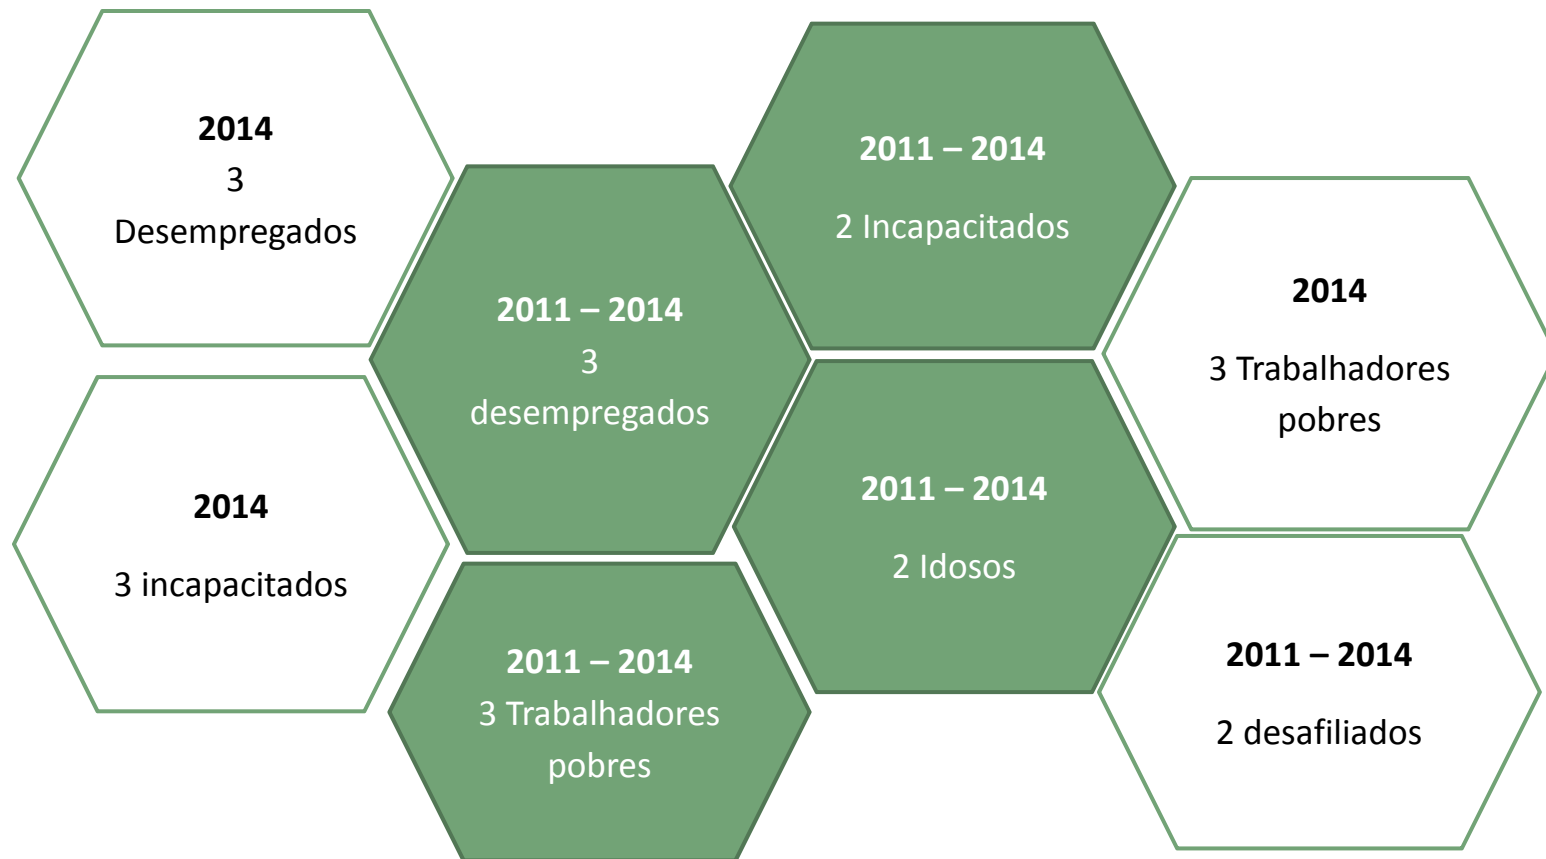 2014
3
Desempregados
2014
3 incapacitados
2011 – 2014
3
desempregados
2011 – 2014
3 Trabalhadores
pobres
2011 – 2014
2 Incapacitados
2011 – 2014
2 Idosos
2014
3 Trabalhadores
pobres
2011 – 2014
2 desafiliados